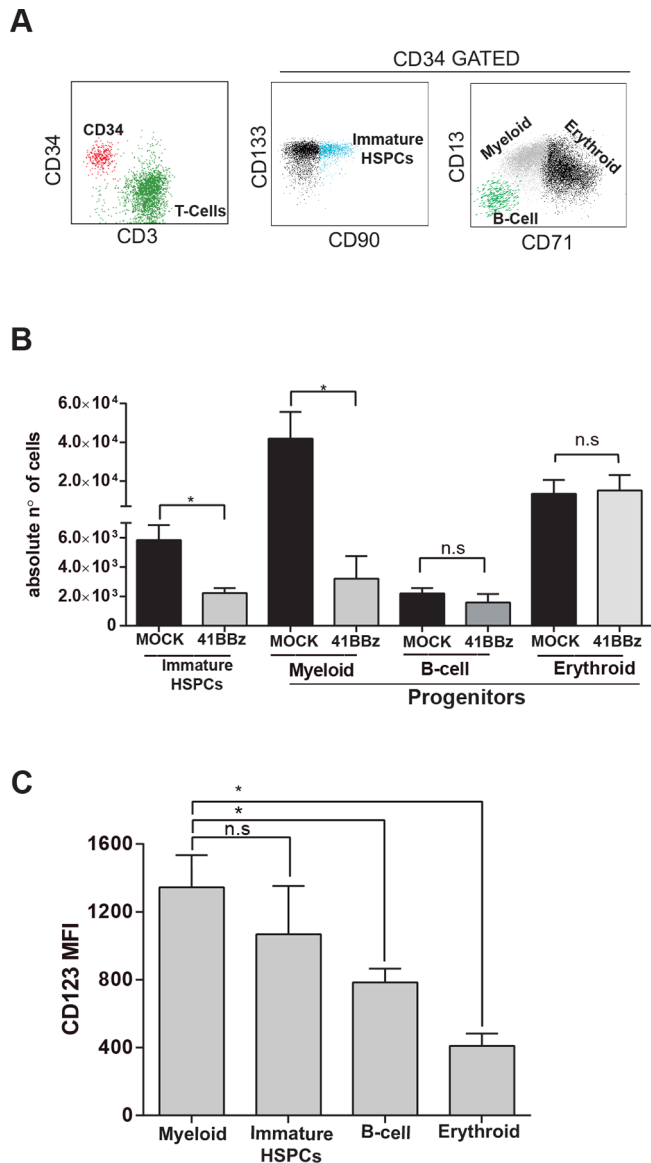 A
CD34 GATED
CD34
CD34
T-Cells
CD3
CD133
Immature
HSPCs
CD90
CD13
Myeloid
Erythroid
B-Cell
CD71
B
absolute n° of cells
6.0×10⁴
4.0×10⁴
2.0×10⁴
6.0×10³
4.0×10³
2.0×10³
0
*
*
n.s
n.s
MOCK 41BBz MOCK 41BBz MOCK 41BBz MOCK 41BBz
Immature
HSPCs
Myeloid B-cell Erythroid
Progenitors
C
CD123 MFI
1600
1200
800
400
0
*
*
n.s
Myeloid Immature
HSPCs B-cell Erythroid